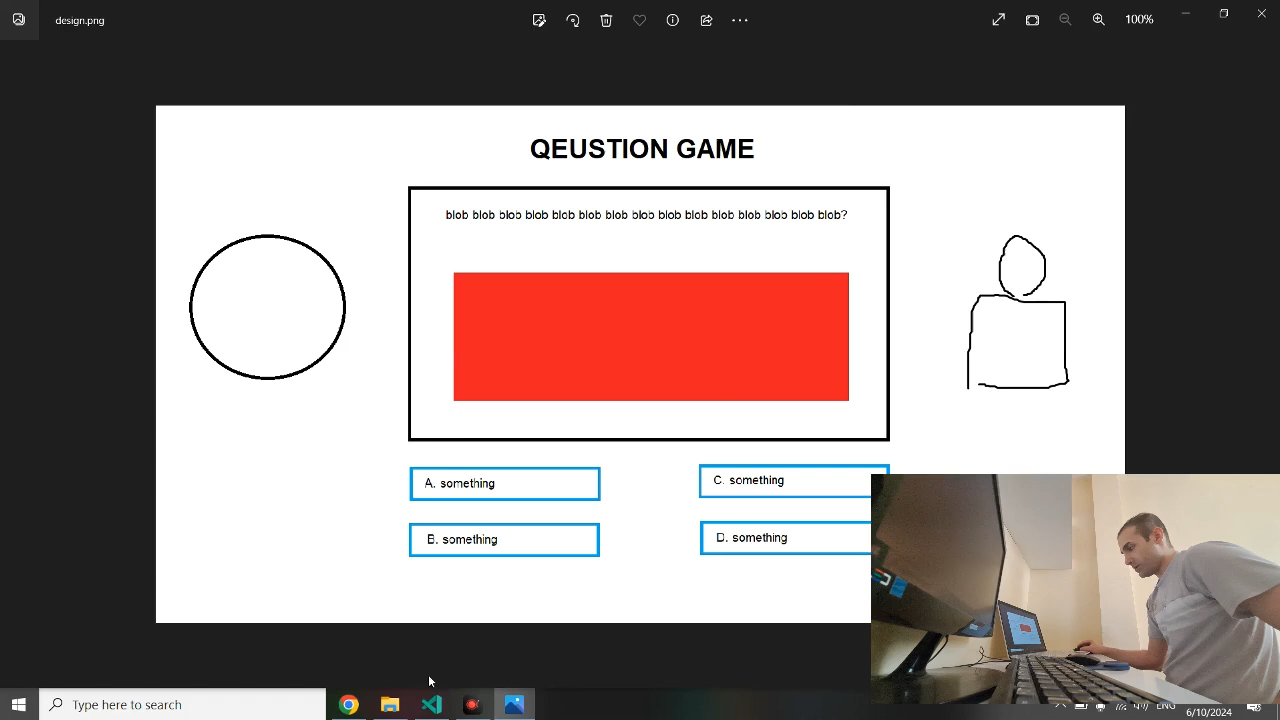 design.png
100%
QEUSTION GAME
blob blob blob blob blob blob blob blob blob blob blob blob blob blob blob?
A. something
C. something
B. something
D. something
Type here to search
ENG
6/10/2024